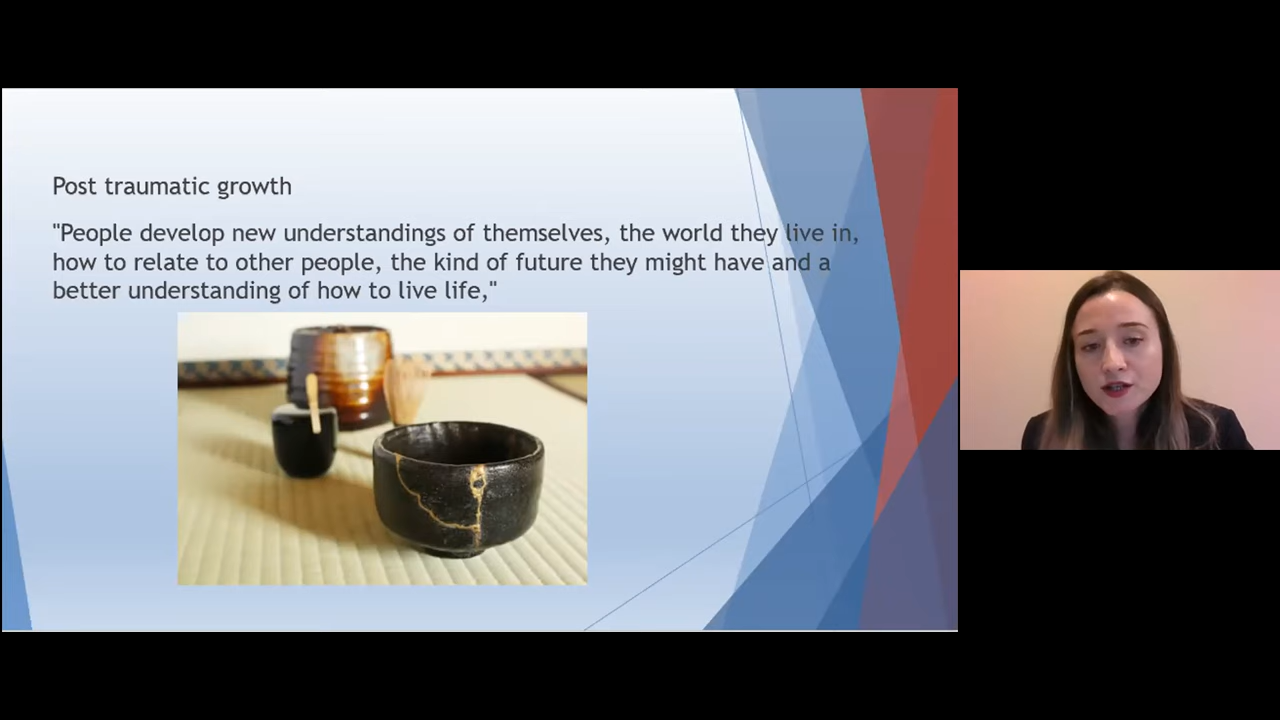 Post traumatic growth
"People develop new understandings of themselves, the world they live in,
how to relate to other people, the kind of future they might have and a
better understanding of how to live life,"